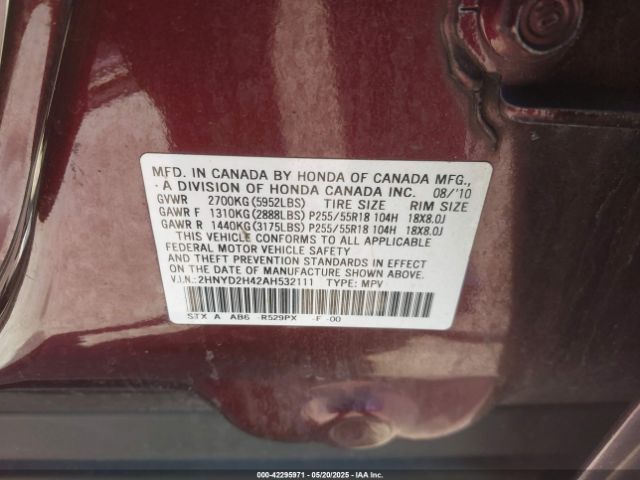 MFD. IN CANADA BY HONDA OF CANADA MFG.,
A DIVISION OF HONDA CANADA INC. 08/'10
GVWR 2700KG(5952LBS) TIRE SIZE RIM SIZE
GAWR F 1310KG(2888LBS) P255/55R18 104H 18X8.0J
GAWR R 1440KG(3175LBS) P255/55R18 104H 18X8.0J
THIS VEHICLE CONFORMS TO ALL APPLICABLE
FEDERAL MOTOR VEHICLE SAFETY
AND THEFT PREVENTION STANDARDS IN EFFECT
ON THE DATE OF MANUFACTURE SHOWN ABOVE.
V.I.N.: 2HNYD2H42AH532111 TYPE: MPV
STX A AB6 R529PX -F -00
000-42295971 - 05/20/2025 - IAA Inc.